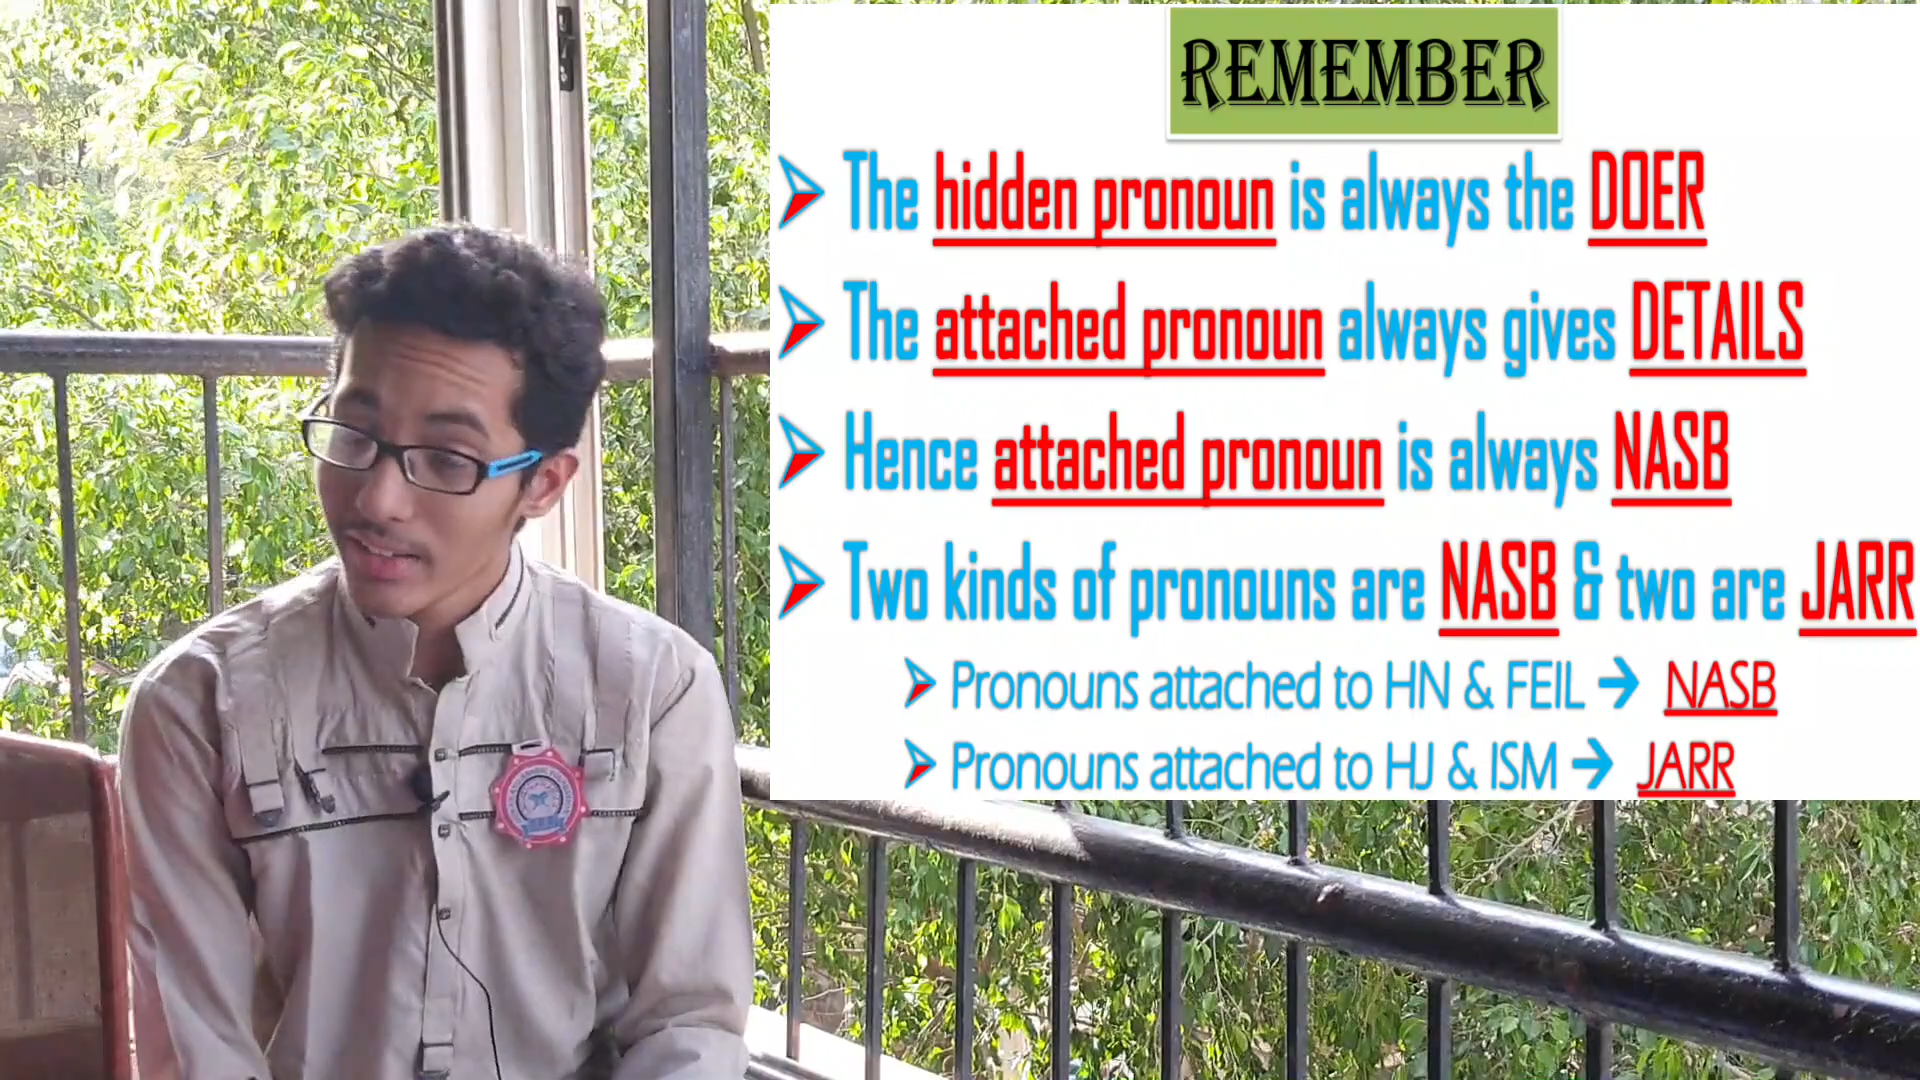 REMEMBER
The hidden pronoun is always the DOER
The attached pronoun always gives DETAILS
Hence attached pronoun is always NASB
Two kinds of pronouns are NASB & two are JARR
Pronouns attached to HN & FEIL → NASB
Pronouns attached to HJ & ISM → JARR